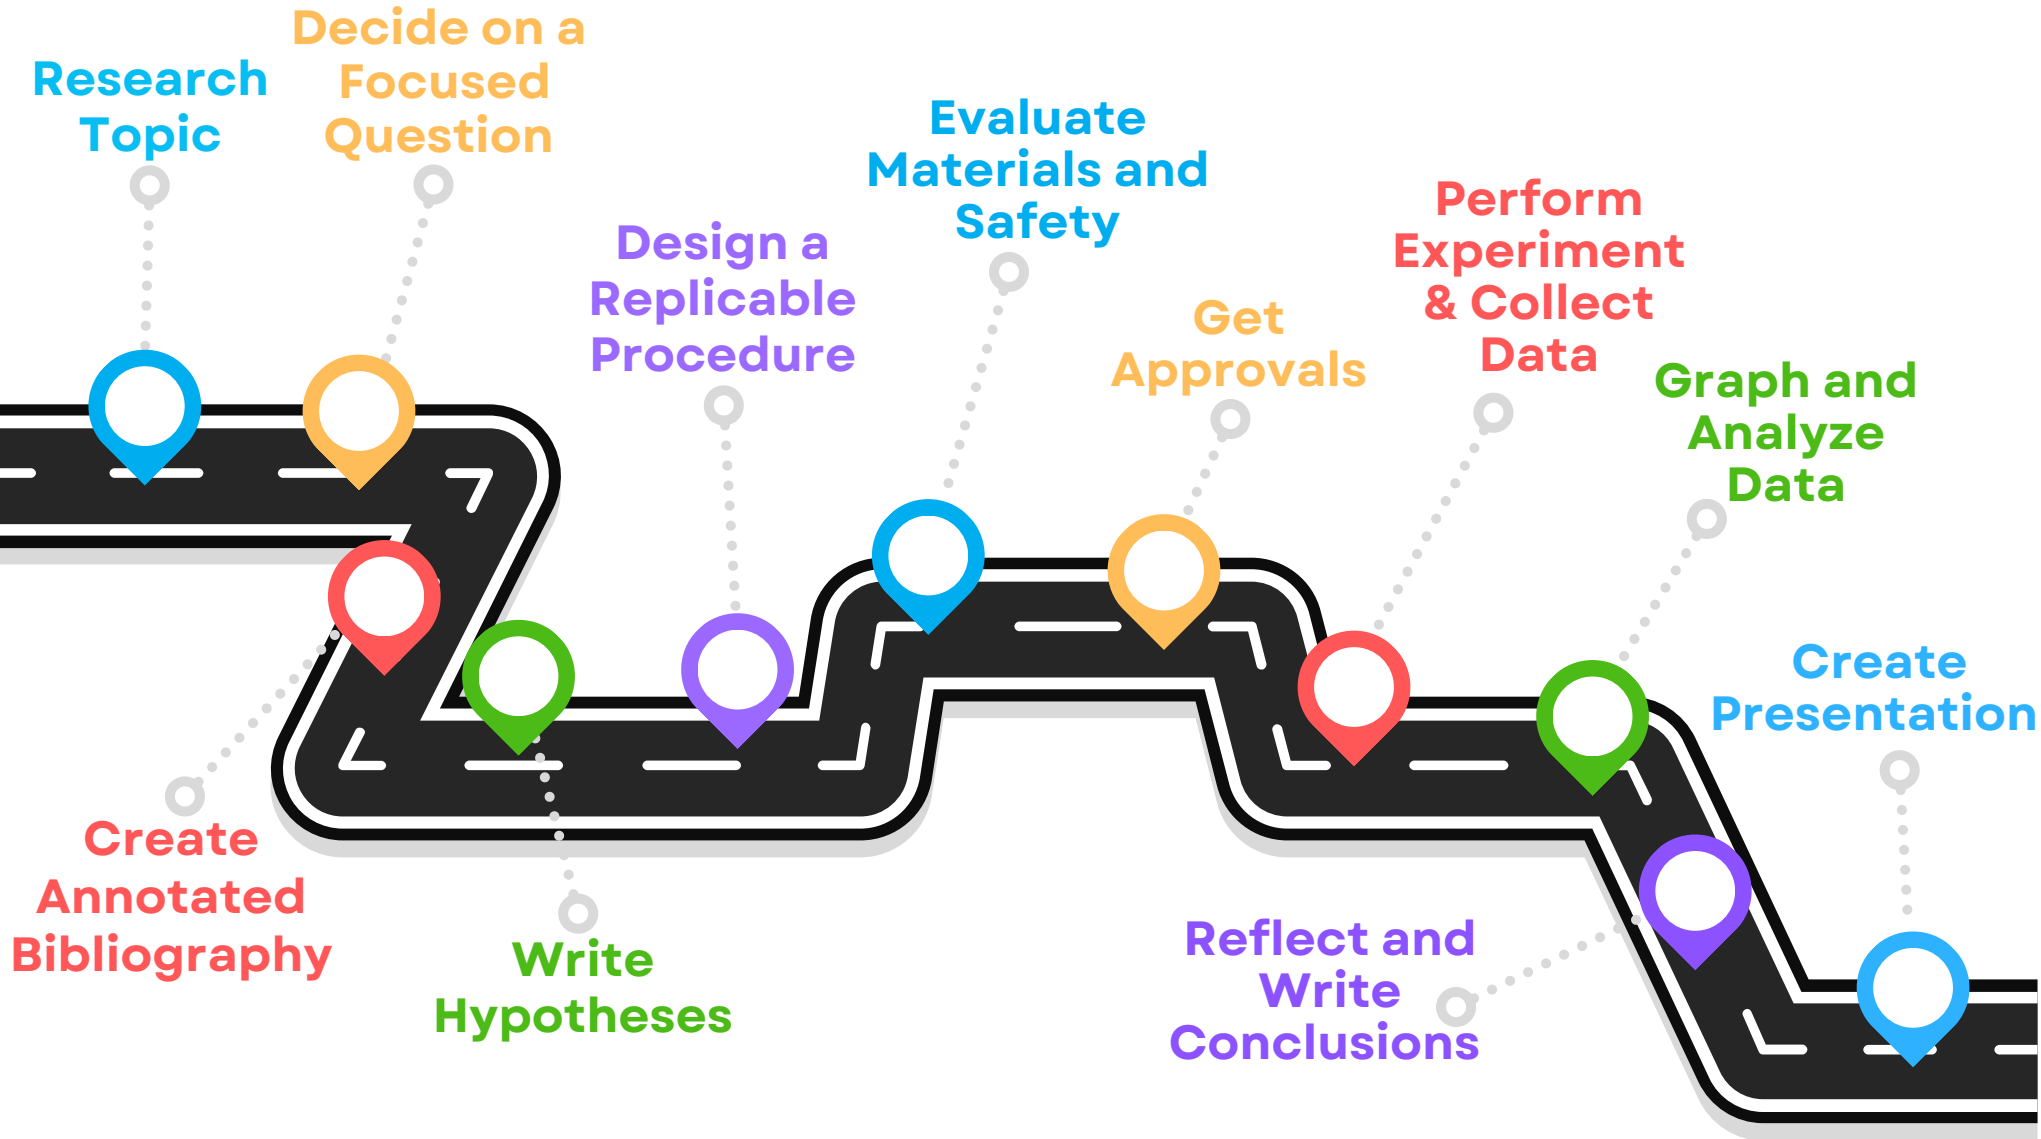 Research
Topic
Decide on a
Focused
Question
Create
Annotated
Bibliography
Write
Hypotheses
Design a
Replicable
Procedure
Evaluate
Materials and
Safety
Get
Approvals
Perform
Experiment
& Collect
Data
Graph and
Analyze
Data
Reflect and
Write
Conclusions
Create
Presentation